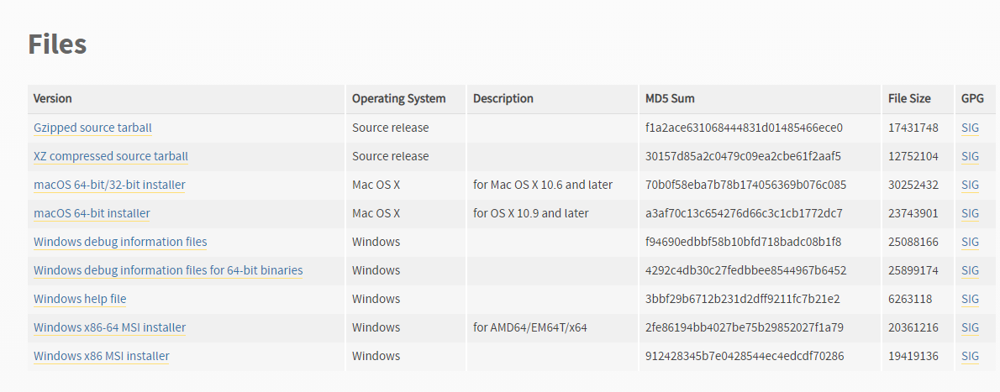 Files
Version Operating System Description MD5 Sum File Size GPG
Gzipped source tarball Source release f1a2ace631068444831d01485466ece0 17431748 SIG
XZ compressed source tarball Source release 30157d85a2c0479c09ea2cbe61f2aaf5 12752104 SIG
macOS 64-bit/32-bit installer Mac OS X for Mac OS X 10.6 and later 70b0f58eba7b78b174056369b076c085 30252432 SIG
macOS 64-bit installer Mac OS X for OS X 10.9 and later a3af70c13c654276d66c3c1cb1772dc7 23743901 SIG
Windows debug information files Windows f94690edbbf58b10bfd718badc08b1f8 25088166 SIG
Windows debug information files for 64-bit binaries Windows 4292c4db30c27fedbbee8544967b6452 25899174 SIG
Windows help file Windows 3bbf29b6712b231d2dff9211fc7b21e2 6263118 SIG
Windows x86-64 MSI installer Windows for AMD64/EM64T/x64 2fe86194bb4027be75b29852027f1a79 20361216 SIG
Windows x86 MSI installer Windows 912428345b7e0428544ec4edcdf70286 19419136 SIG